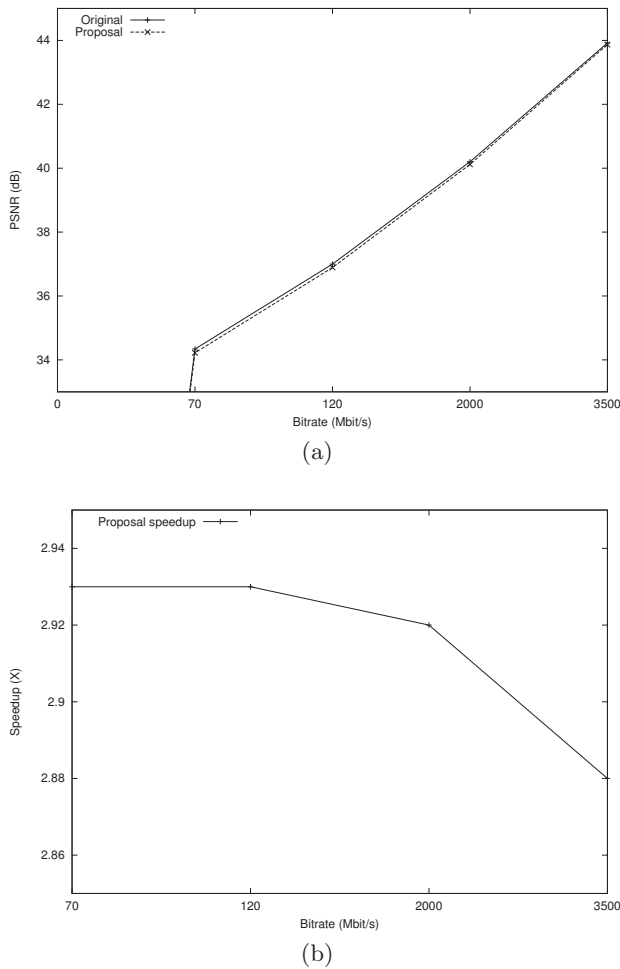 Original
Proposal
44
42
40
38
36
34
PSNR (dB)
0
70
120
2000
3500
Bitrate (Mbit/s)
(a)
Proposal speedup
2.94
2.92
2.9
2.88
2.86
Speedup (X)
70
120
2000
3500
Bitrate (Mbit/s)
(b)